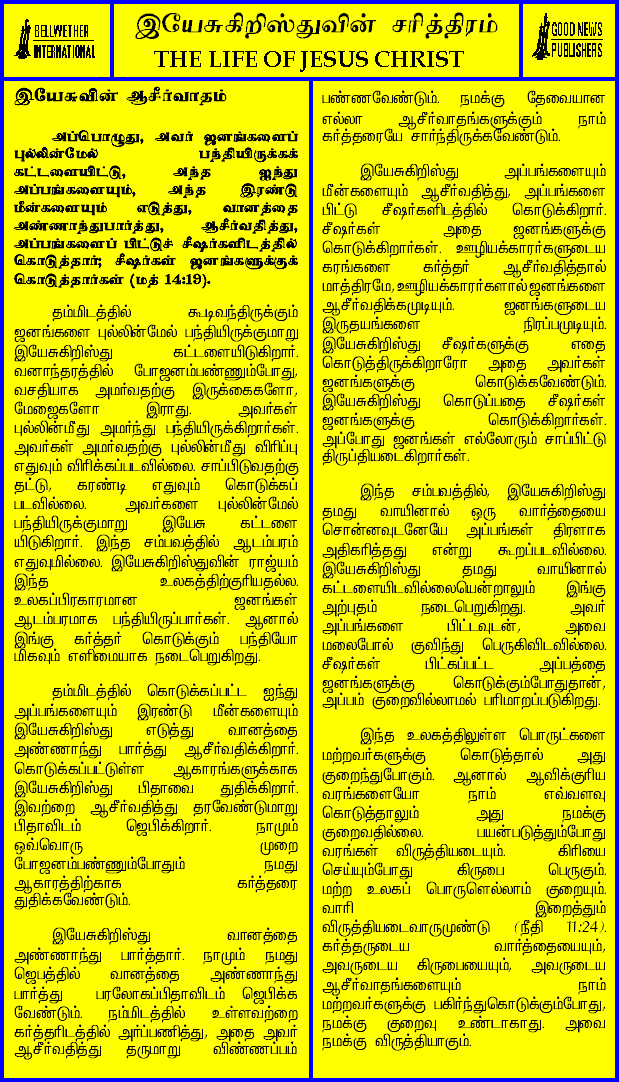 BELLWETHER
INTERNATIONAL
இயேசுகிறிஸ்துவின் சரித்திரம்
THE LIFE OF JESUS CHRIST
GOOD NEWS
PUBLISHERS
இயேசுவின் ஆசீர்வாதம்
அப்பொழுது, அவர் ஜனங்களைப்
புல்லின்மேல் பந்தியிருக்கக்
கட்டளையிட்டு, அந்த ஐந்து
அப்பங்களையும், அந்த இரண்டு
மீன்களையும் எடுத்து, வானத்தை
அண்ணாந்துபார்த்து, ஆசீர்வதித்து,
அப்பங்களைப் பிட்டுச் சீஷர்களிடத்தில்
கொடுத்தார்; சீஷர்கள் ஜனங்களுக்குக்
கொடுத்தார்கள் (மத் 14:19).
தம்மிடத்தில் கூடிவந்திருக்கும்
ஜனங்களை புல்லின்மேல் பந்தியிருக்குமாறு
இயேசுகிறிஸ்து கட்டளையிடுகிறார்.
வனாந்தரத்தில் போஜனம்பண்ணும்போது,
வசதியாக அமர்வதற்கு இருக்கைகளோ,
மேஜைகளோ இராது. அவர்கள்
புல்லின்மீது அமர்ந்து பந்தியிருக்கிறார்கள்.
அவர்கள் அமர்வதற்கு புல்லின்மீது விரிப்பு
எதுவும் விரிக்கப்படவில்லை. சாப்பிடுவதற்கு
தட்டு, கரண்டி எதுவும் கொடுக்கப்
படவில்லை. அவர்களை புல்லின்மேல்
பந்தியிருக்குமாறு இயேசு கட்டளை
யிடுகிறார். இந்த சம்பவத்தில் ஆடம்பரம்
எதுவுமில்லை. இயேசுகிறிஸ்துவின் ராஜ்யம்
இந்த உலகத்திற்குரியதல்ல.
உலகப்பிரகாரமான ஜனங்கள்
ஆடம்பரமாக பந்தியிருப்பார்கள். ஆனால்
இங்கு கர்த்தர் கொடுக்கும் பந்தியோ
மிகவும் எளிமையாக நடைபெறுகிறது.
தம்மிடத்தில் கொடுக்கப்பட்ட ஐந்து
அப்பங்களையும் இரண்டு மீன்களையும்
இயேசுகிறிஸ்து எடுத்து வானத்தை
அண்ணாந்து பார்த்து ஆசீர்வதிக்கிறார்.
கொடுக்கப்பட்டுள்ள ஆகாரங்களுக்காக
இயேசுகிறிஸ்து பிதாவை துதிக்கிறார்.
இவற்றை ஆசீர்வதித்து தரவேண்டுமாறு
பிதாவிடம் ஜெபிக்கிறார். நாமும்
ஒவ்வொரு முறை
போஜனம்பண்ணும்போதும் நமது
ஆகாரத்திற்காக கர்த்தரை
துதிக்கவேண்டும்.
இயேசுகிறிஸ்து வானத்தை
அண்ணாந்து பார்த்தார். நாமும் நமது
ஜெபத்தில் வானத்தை அண்ணாந்து
பார்த்து பரலோகப்பிதாவிடம் ஜெபிக்க
வேண்டும். நம்மிடத்தில் உள்ளவற்றை
கர்த்தரிடத்தில் அர்ப்பணித்து, அதை அவர்
ஆசீர்வதித்து தருமாறு விண்ணப்பம்
பண்ணவேண்டும். நமக்கு தேவையான
எல்லா ஆசீர்வாதங்களுக்கும் நாம்
கர்த்தரையே சார்ந்திருக்கவேண்டும்.
இயேசுகிறிஸ்து அப்பங்களையும்
மீன்களையும் ஆசீர்வதித்து, அப்பங்களை
பிட்டு சீஷர்களிடத்தில் கொடுக்கிறார்.
சீஷர்கள் அதை ஜனங்களுக்கு
கொடுக்கிறார்கள். ஊழியக்காரர்களுடைய
கரங்களை கர்த்தர் ஆசீர்வதித்தால்
மாத்திரமே, ஊழியக்காரர்களால் ஜனங்களை
ஆசீர்வதிக்கமுடியும். ஜனங்களுடைய
இருதயங்களை நிரப்பமுடியும்.
இயேசுகிறிஸ்து சீஷர்களுக்கு எதை
கொடுத்திருக்கிறாரோ அதை அவர்கள்
ஜனங்களுக்கு கொடுக்கவேண்டும்.
இயேசுகிறிஸ்து கொடுப்பதை சீஷர்கள்
ஜனங்களுக்கு கொடுக்கிறார்கள்.
அப்போது ஜனங்கள் எல்லோரும் சாப்பிட்டு
திருப்தியடைகிறார்கள்.
இந்த சம்பவத்தில், இயேசுகிறிஸ்து
தமது வாயினால் ஒரு வார்த்தையை
சொன்னவுடனேயே அப்பங்கள் திரளாக
அதிகரித்தது என்று கூறப்படவில்லை.
இயேசுகிறிஸ்து தமது வாயினால்
கட்டளையிடவில்லையென்றாலும் இங்கு
அற்புதம் நடைபெறுகிறது. அவர்
அப்பங்களை பிட்டவுடன், அவை
மலைபோல் குவிந்து பெருகிவிடவில்லை.
சீஷர்கள் பிட்கப்பட்ட அப்பத்தை
ஜனங்களுக்கு கொடுக்கும்போதுதான்,
அப்பம் குறைவில்லாமல் பரிமாறப்படுகிறது.
இந்த உலகத்திலுள்ள பொருட்களை
மற்றவர்களுக்கு கொடுத்தால் அது
குறைந்துபோகும். ஆனால் ஆவிக்குரிய
வரங்களையோ நாம் எவ்வளவு
கொடுத்தாலும் அது நமக்கு
குறைவதில்லை. பயன்படுத்தும்போது
வரங்கள் விருத்தியடையும். கிரியை
செய்யும்போது கிருபை பெருகும்.
மற்ற உலகப் பொருளெல்லாம் குறையும்.
வாரி இறைத்தும்
விருத்தியடைவாருமுண்டு (நீதி 11:24).
கர்த்தருடைய வார்த்தையையும்,
அவருடைய கிருபையையும், அவருடைய
ஆசீர்வாதங்களையும் நாம்
மற்றவர்களுக்கு பகிர்ந்துகொடுக்கும்போது,
நமக்கு குறைவு உண்டாகாது. அவை
நமக்கு விருத்தியாகும்.